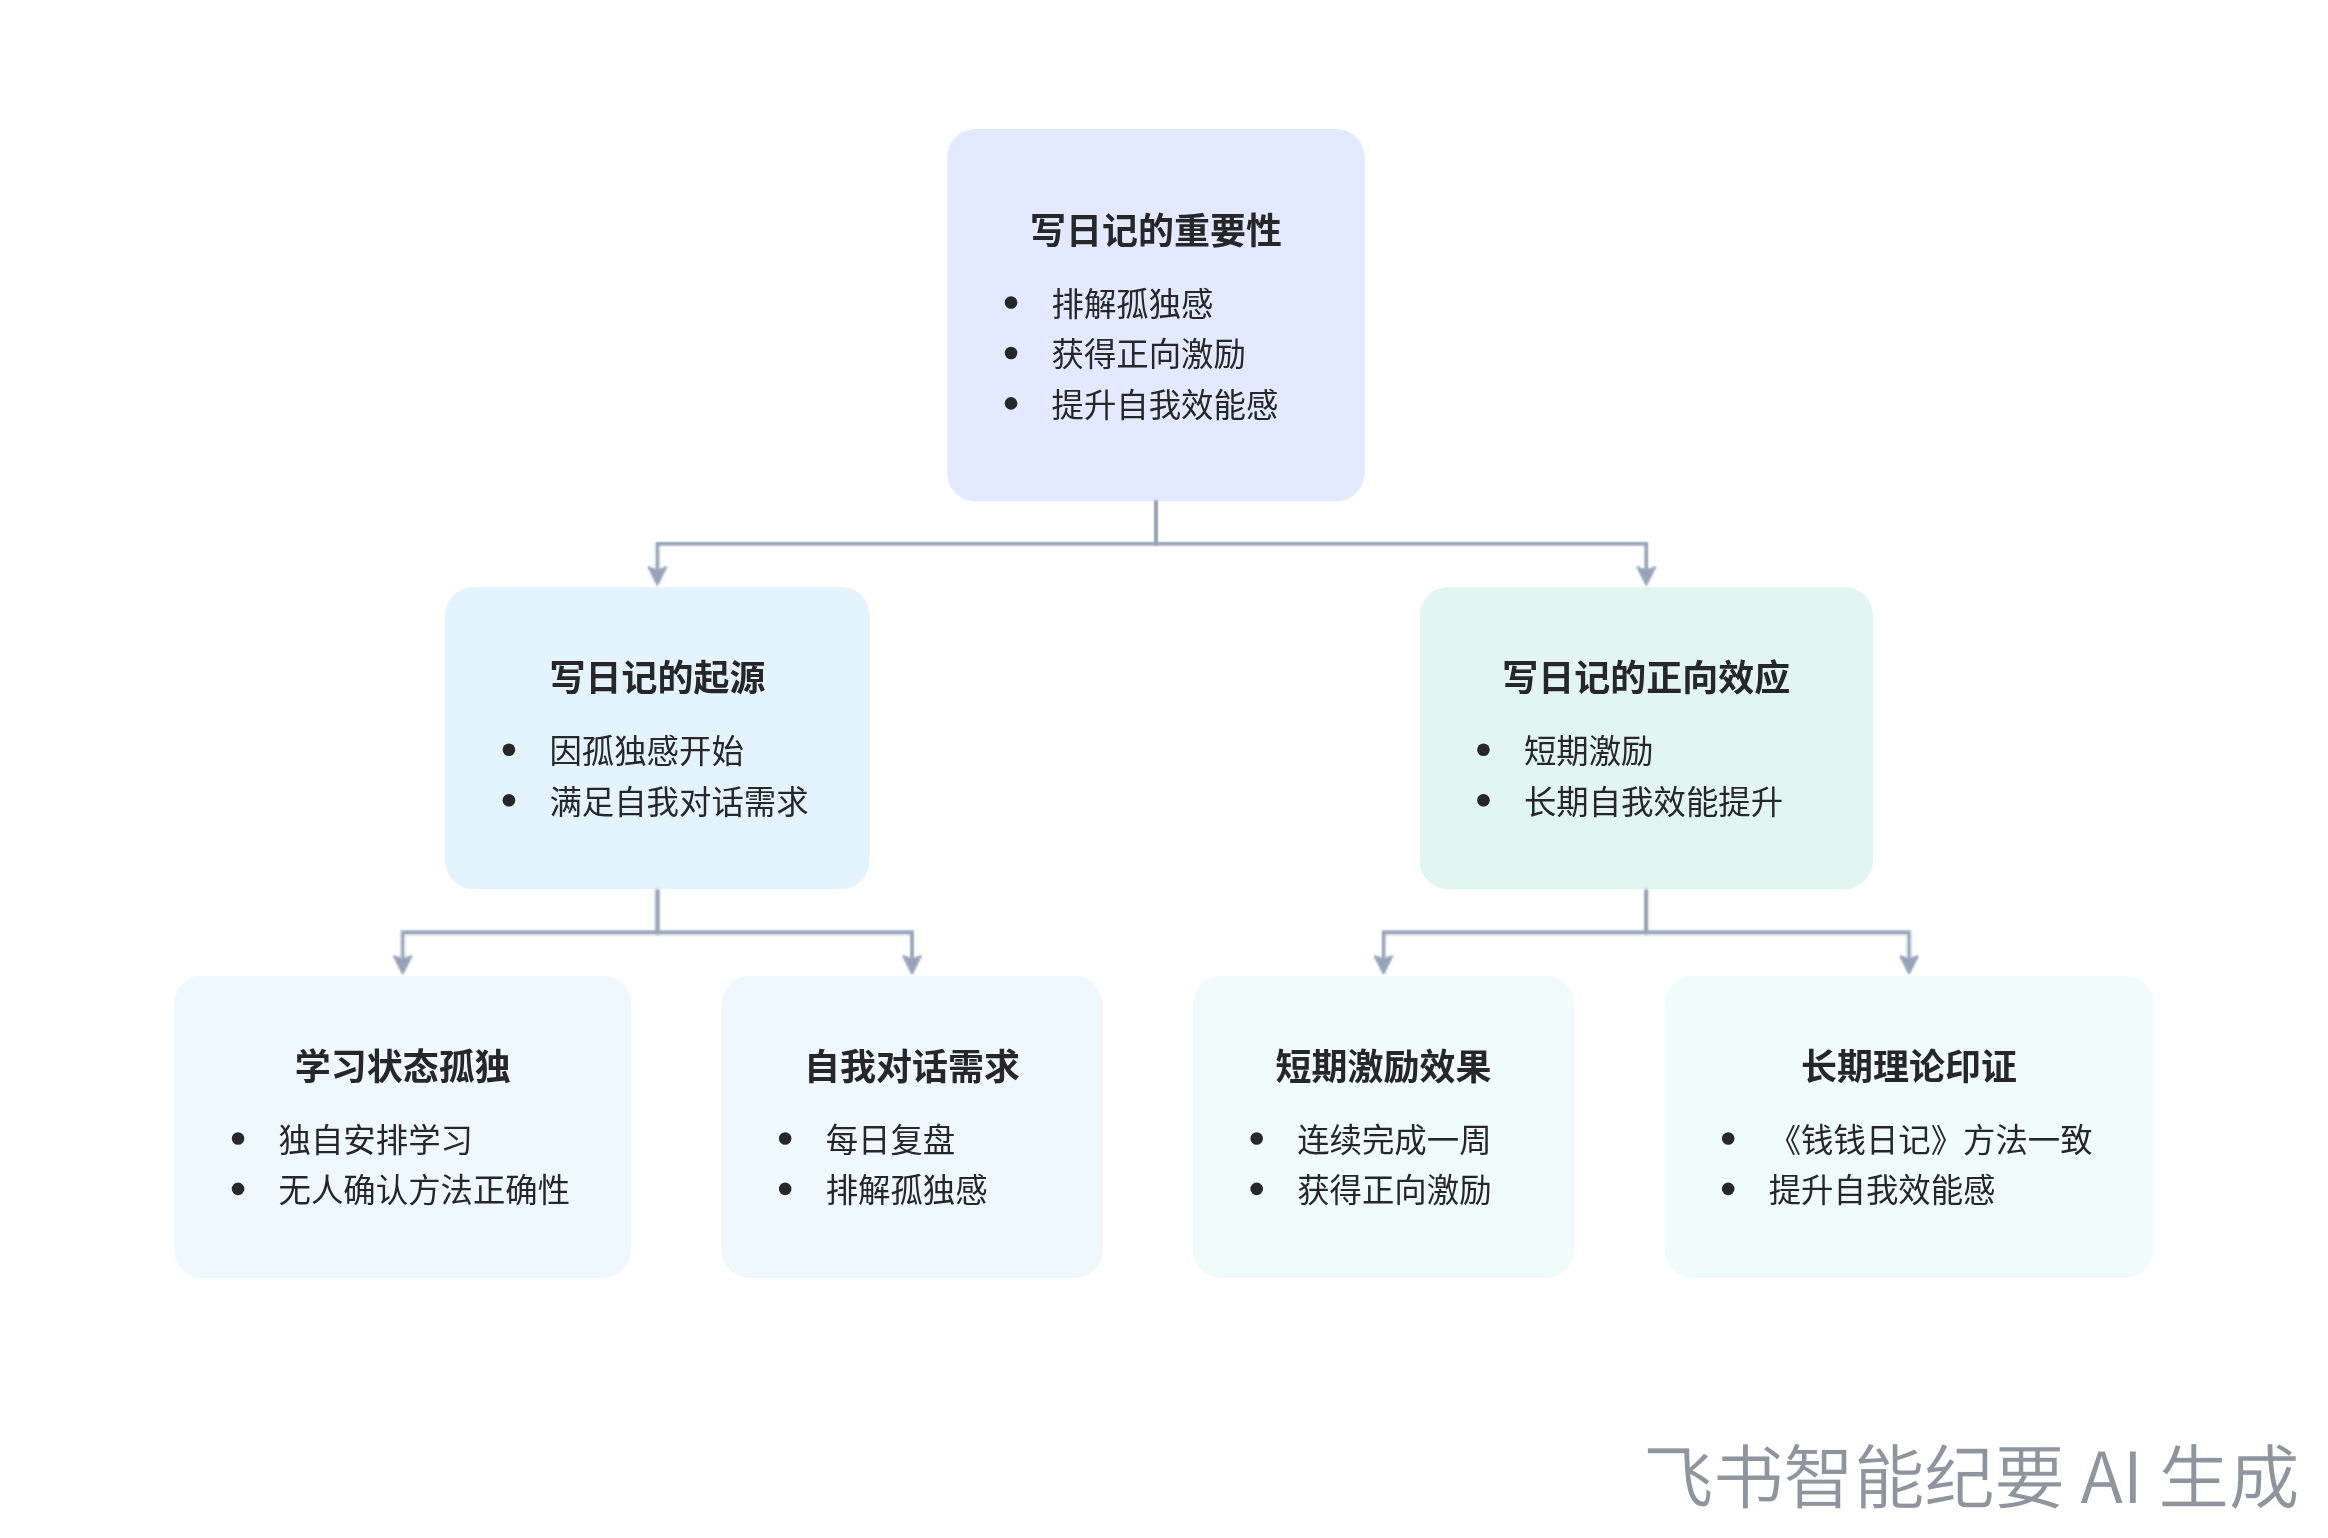 写日记的重要性
• 排解孤独感
• 获得正向激励
• 提升自我效能感
写日记的起源
• 因孤独感开始
• 满足自我对话需求
写日记的正向效应
• 短期激励
• 长期自我效能提升
学习状态孤独
• 独自安排学习
• 无人确认方法正确性
自我对话需求
• 每日复盘
• 排解孤独感
短期激励效果
• 连续完成一周
• 获得正向激励
长期理论印证
• 《钱钱日记》方法一致
• 提升自我效能感
飞书智能纪要 AI 生成